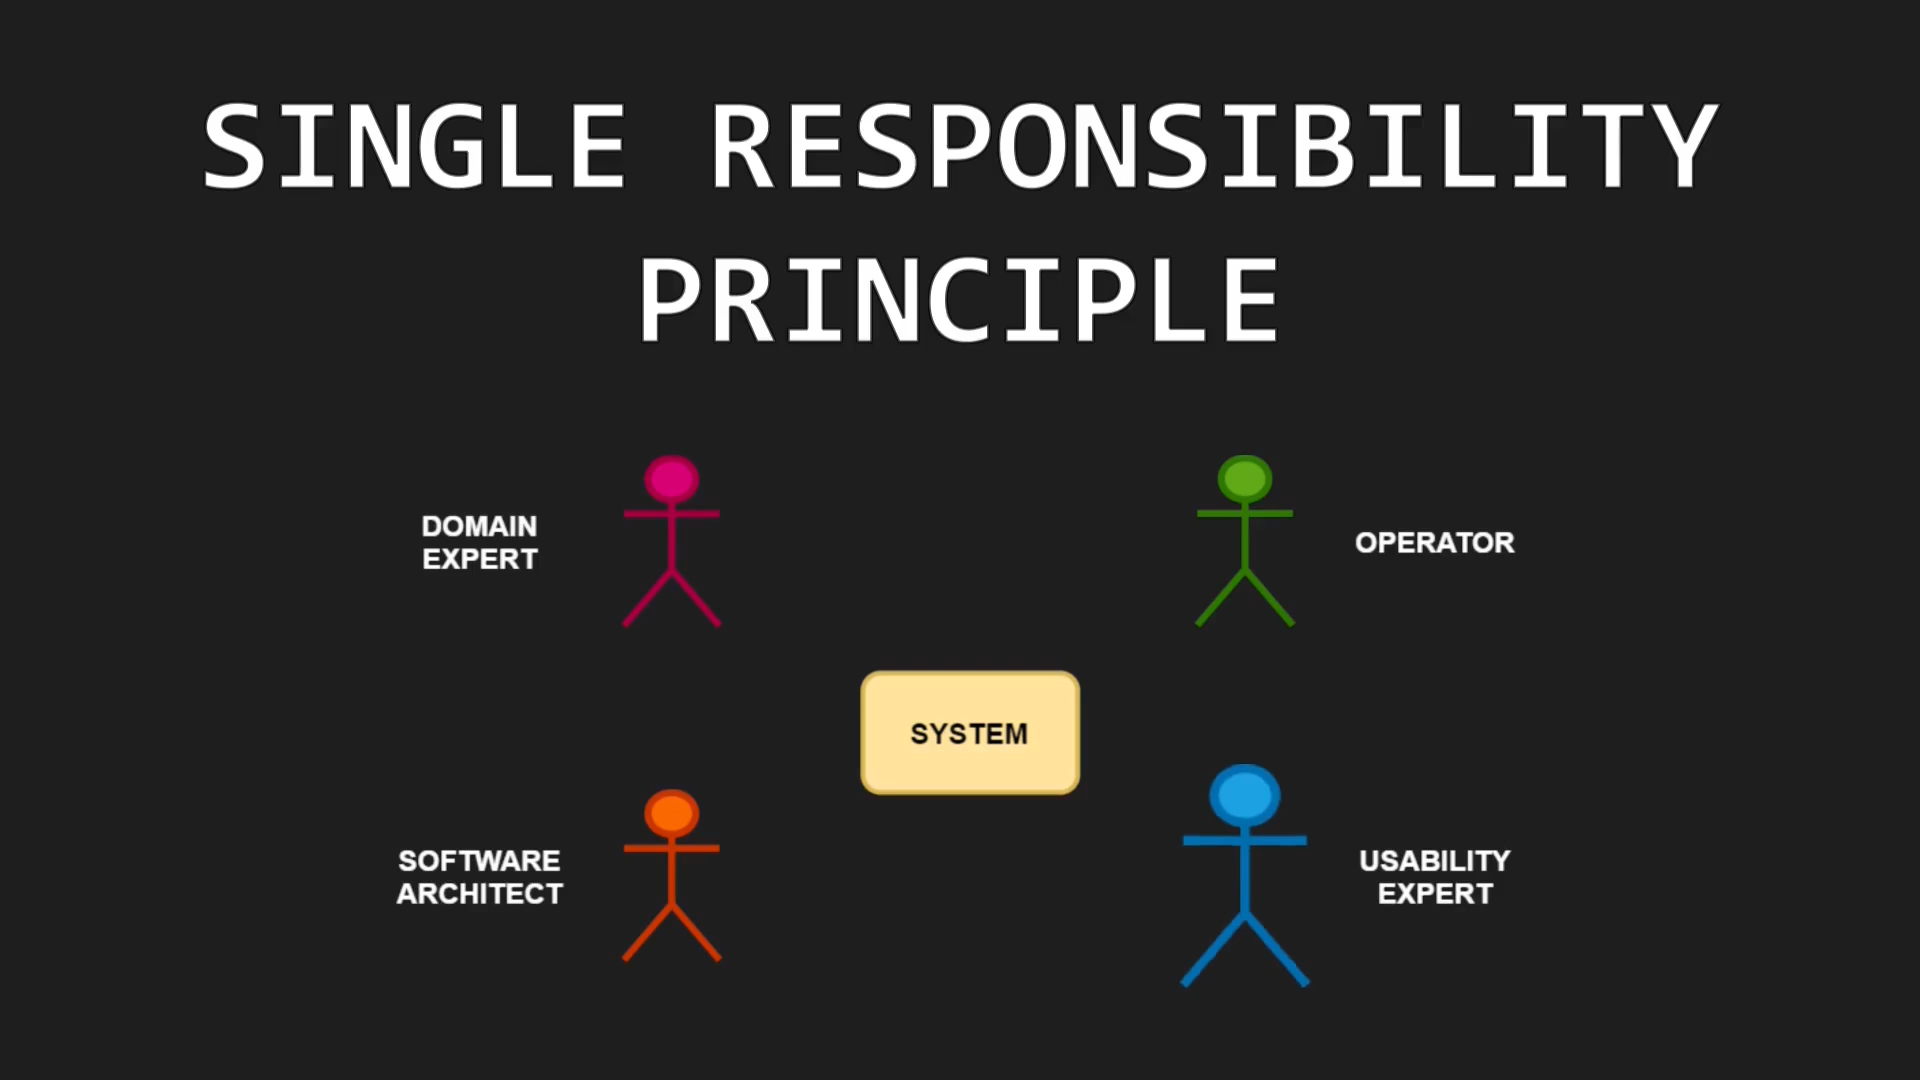 SINGLE RESPONSIBILITY
PRINCIPLE
DOMAIN
EXPERT
OPERATOR
SYSTEM
SOFTWARE
ARCHITECT
USABILITY
EXPERT